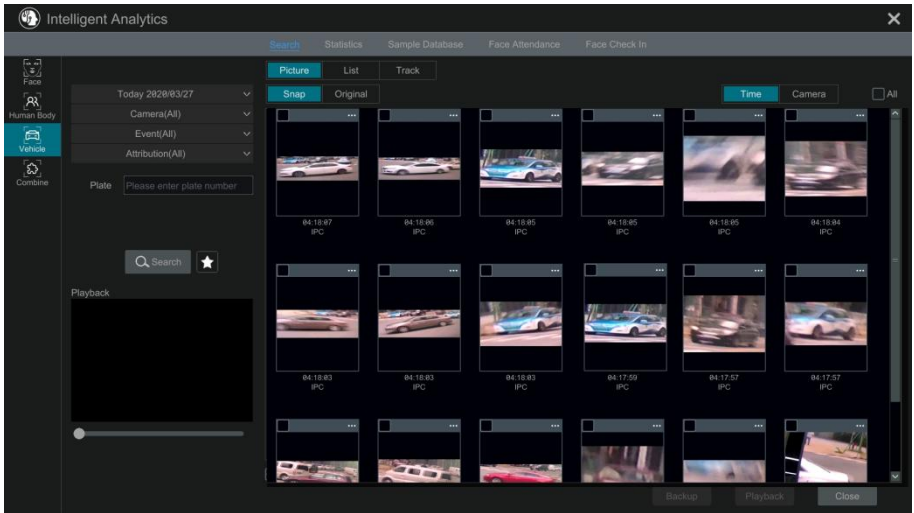 Intelligent Analytics
Search Statistics Sample Database Face Attendance Face Check In
Face
Human Body
Vehicle
Combine
Today 2020/03/27
Camera(All)
Event(All)
Attribution(All)
Plate Please enter plate number
Search
Playback
Picture List Track
Snap Original Time Camera All
04:18:07 04:18:06 04:18:05 04:18:05 04:18:05 04:18:04
IPC IPC IPC IPC IPC IPC
04:18:03 04:18:03 04:18:03 04:17:59 04:17:57 04:17:57
IPC IPC IPC IPC IPC IPC
Backup Playback Close